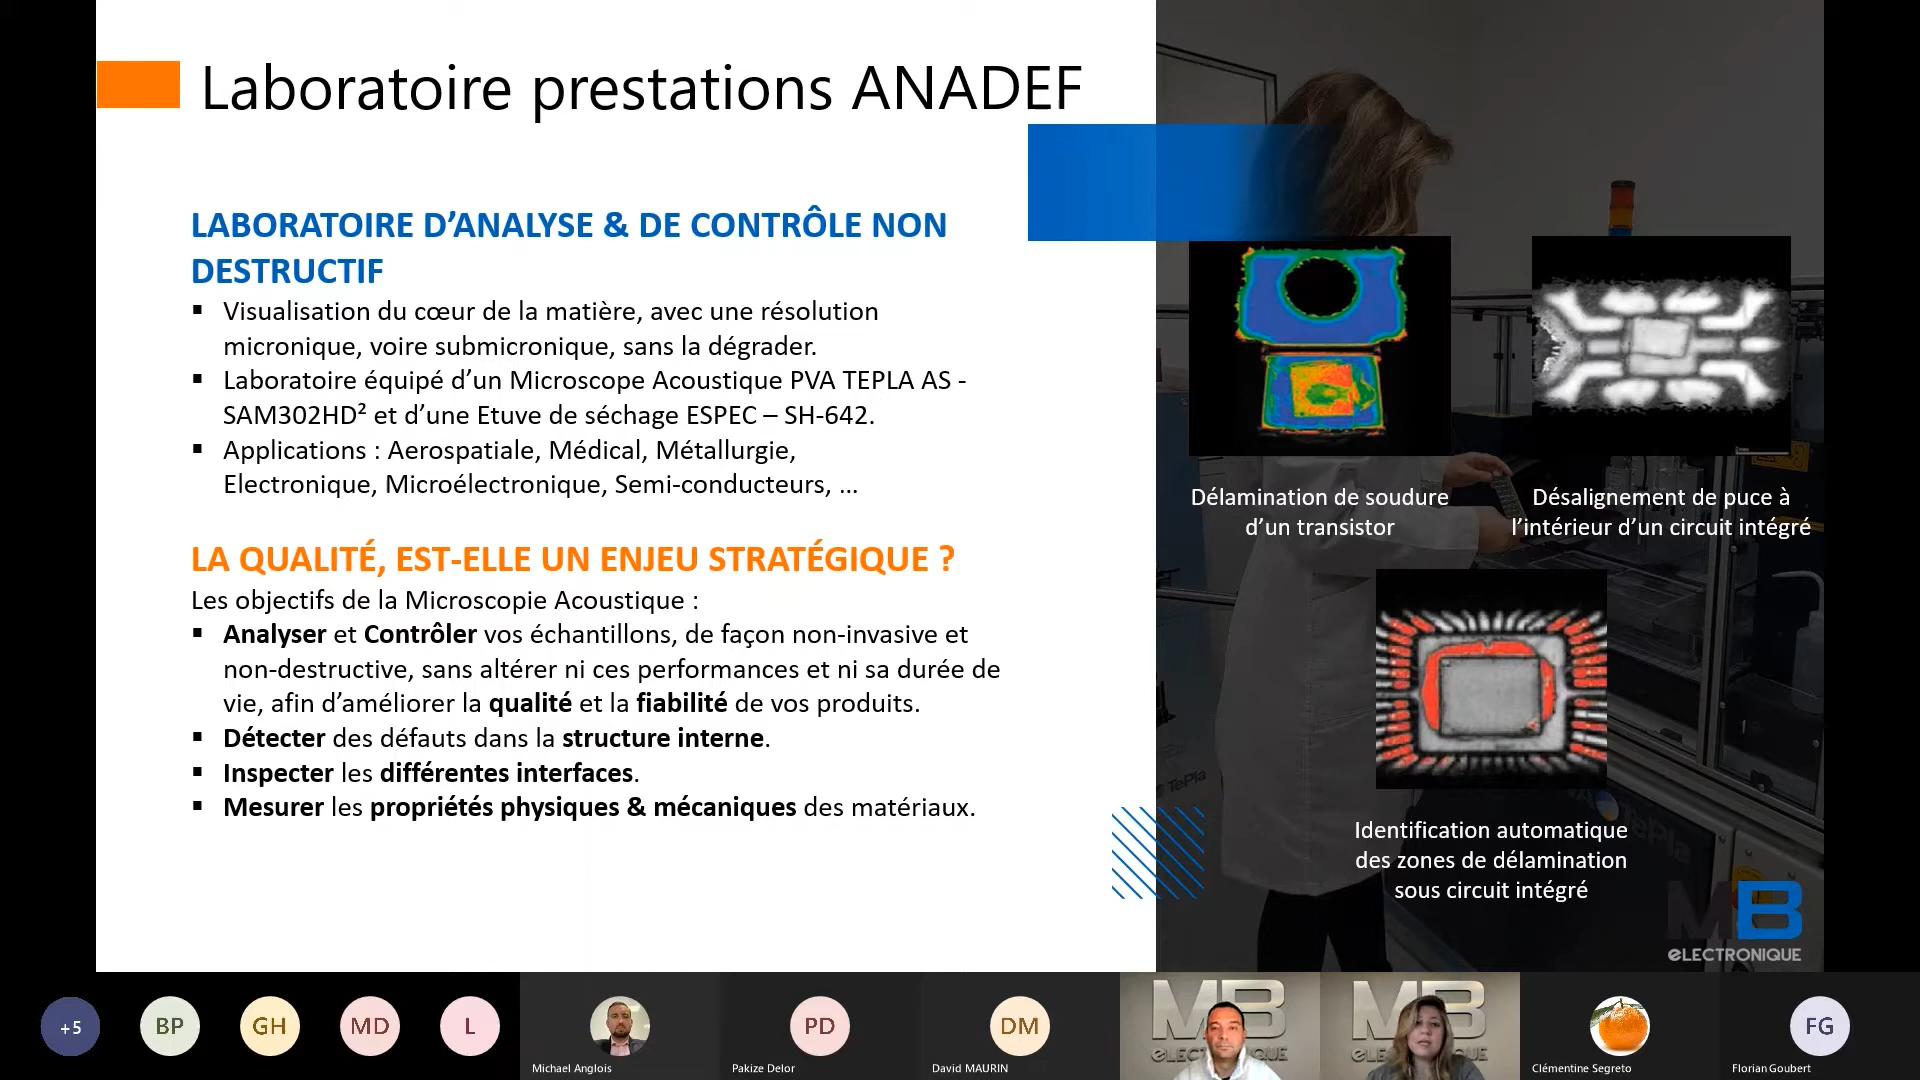 Laboratoire prestations ANADEF
LABORATOIRE D’ANALYSE & DE CONTRÔLE NON
DESTRUCTIF
▪ Visualisation du cœur de la matière, avec une résolution
micronique, voire submicronique, sans la dégrader.
▪ Laboratoire équipé d’un Microscope Acoustique PVA TEPLA AS -
SAM302HD² et d’une Etuve de séchage ESPEC – SH-642.
▪ Applications : Aerospatiale, Médical, Métallurgie,
Electronique, Microélectronique, Semi-conducteurs, ...
LA QUALITÉ, EST-ELLE UN ENJEU STRATÉGIQUE ?
Les objectifs de la Microscopie Acoustique :
▪ Analyser et Contrôler vos échantillons, de façon non-invasive et
non-destructive, sans altérer ni ces performances et ni sa durée de
vie, afin d’améliorer la qualité et la fiabilité de vos produits.
▪ Détecter des défauts dans la structure interne.
▪ Inspecter les différentes interfaces.
▪ Mesurer les propriétés physiques & mécaniques des matériaux.
Délamination de soudure
d’un transistor
Désalignement de puce à
l’intérieur d’un circuit intégré
TePla
Identification automatique
des zones de délamination
sous circuit intégré
TePla
MB
eLECTRONIQUE
+5
BP
GH
MD
L
Michael Anglois
PD
Pakize Delor
DM
David MAURIN
MB
MB
Clémentine Segreto
FG
Florian Goubert